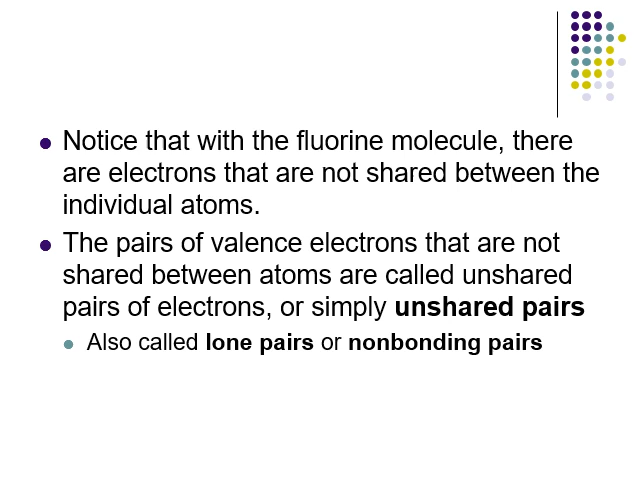 Notice that with the fluorine molecule, there
are electrons that are not shared between the
individual atoms.
The pairs of valence electrons that are not
shared between atoms are called unshared
pairs of electrons, or simply unshared pairs
Also called lone pairs or nonbonding pairs